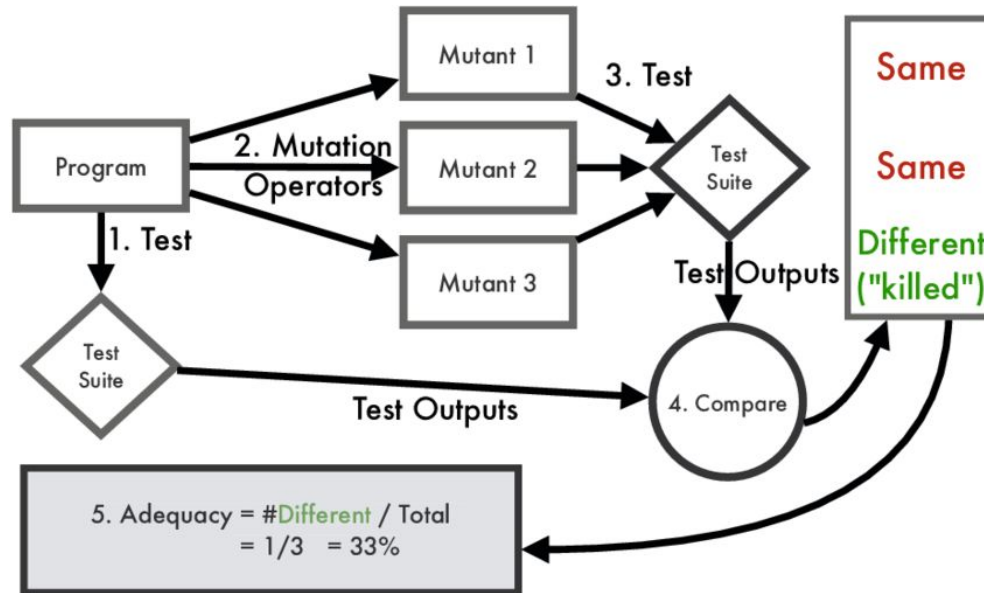 Program
1. Test
Test
Suite
2. Mutation
Operators
Mutant 1
Mutant 2
Mutant 3
3. Test
Test
Suite
Test Outputs
Test Outputs
4. Compare
Same
Same
Different
("killed")
5. Adequacy = #Different / Total
= 1/3 = 33%